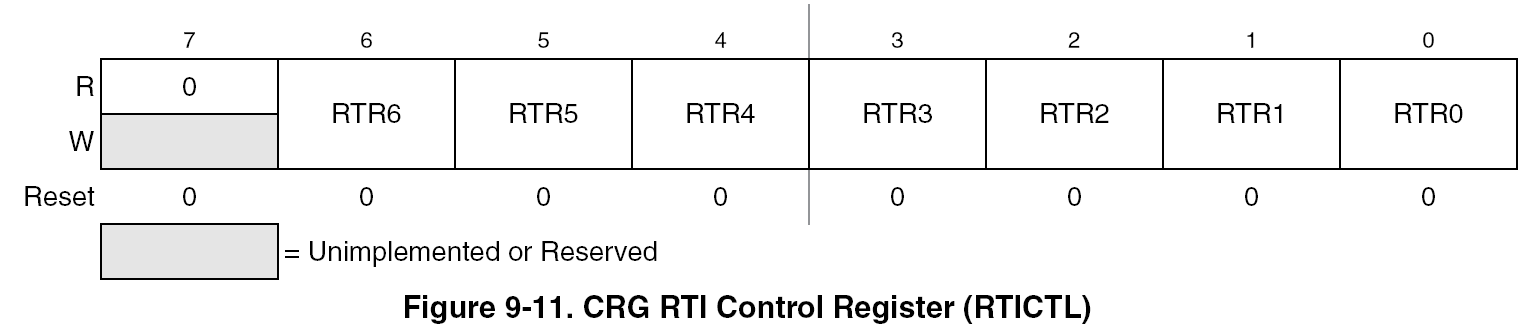 7 6 5 4 3 2 1 0
R 0 RTR6 RTR5 RTR4 RTR3 RTR2 RTR1 RTR0
W
Reset 0 0 0 0 0 0 0 0
= Unimplemented or Reserved
Figure 9-11. CRG RTI Control Register (RTICTL)